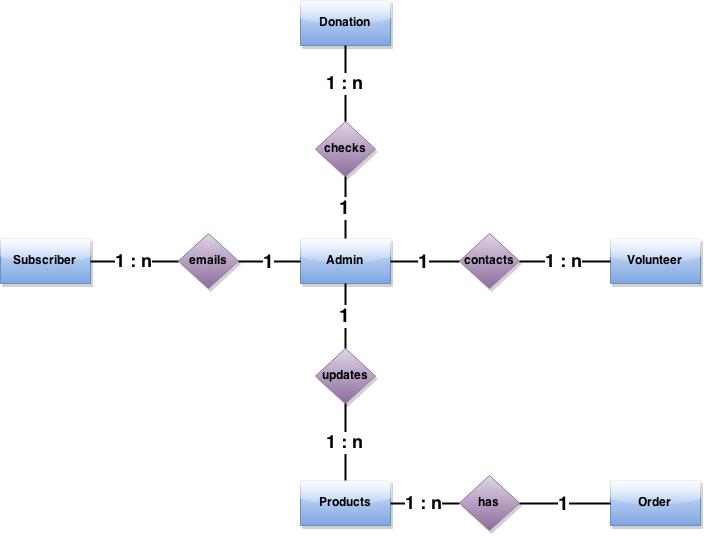 Donation
1 : n
checks
1
Subscriber
1 : n
emails
1
Admin
1
contacts
1 : n
Volunteer
1
updates
1 : n
Products
1 : n
has
1
Order